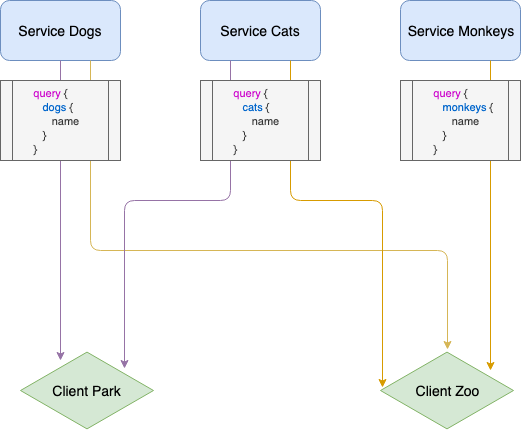 Service Dogs
Service Cats
Service Monkeys
query {
dogs {
name
}
}
query {
cats {
name
}
}
query {
monkeys {
name
}
}
Client Park
Client Zoo